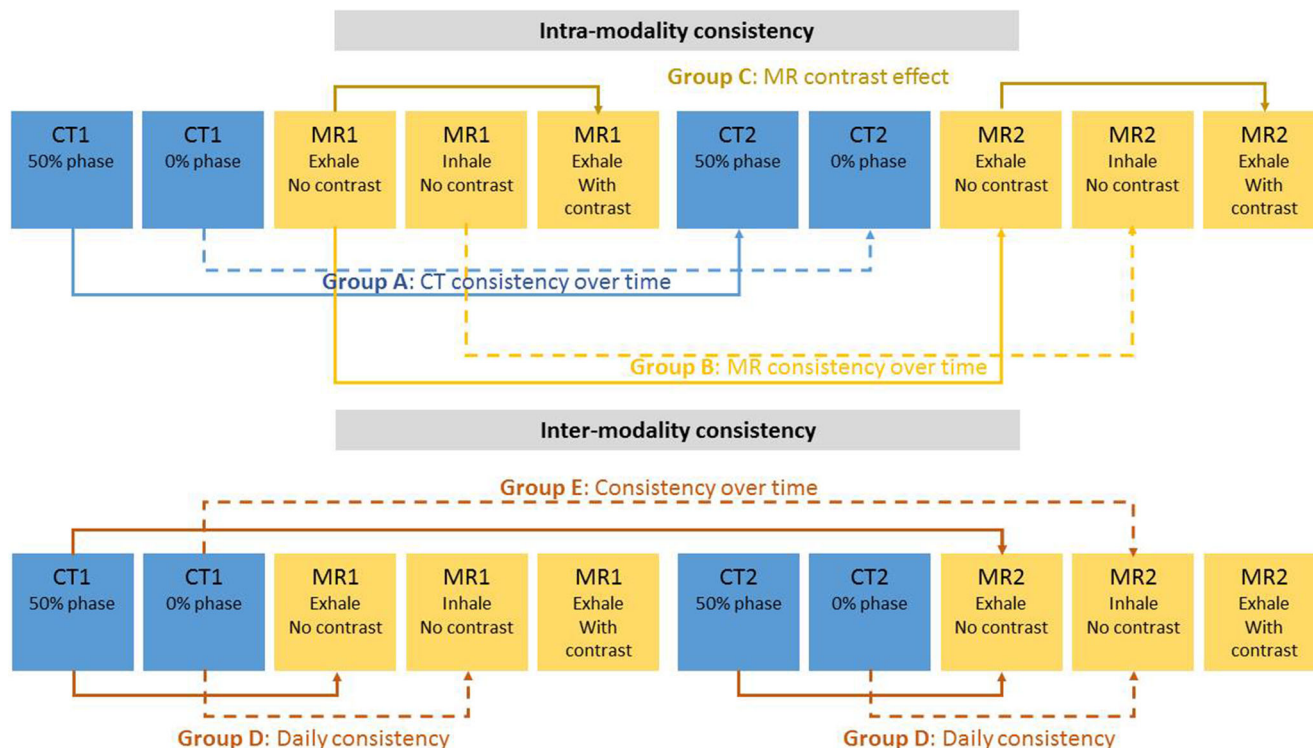 Intra-modality consistency
Group C: MR contrast effect
CT1
50% phase
CT1
0% phase
MR1
Exhale
No contrast
MR1
Inhale
No contrast
MR1
Exhale
With
contrast
CT2
50% phase
CT2
0% phase
MR2
Exhale
No contrast
MR2
Inhale
No contrast
MR2
Exhale
With
contrast
Group A: CT consistency over time
Group B: MR consistency over time
Inter-modality consistency
Group E: Consistency over time
CT1
50% phase
CT1
0% phase
MR1
Exhale
No contrast
MR1
Inhale
No contrast
MR1
Exhale
With
contrast
CT2
50% phase
CT2
0% phase
MR2
Exhale
No contrast
MR2
Inhale
No contrast
MR2
Exhale
With
contrast
Group D: Daily consistency
Group D: Daily consistency